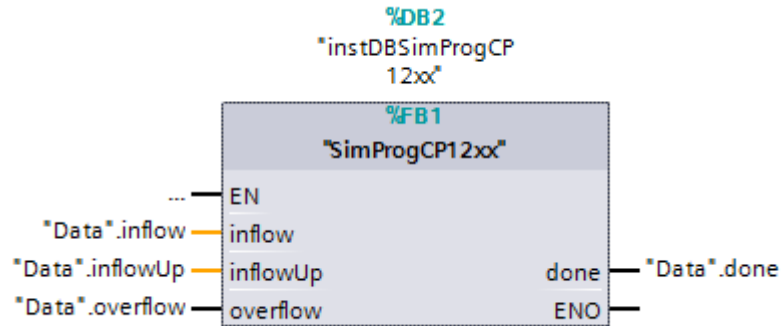 %DB2
"instDBSimProgCP
12xx"
%FB1
"SimProgCP12xx"
... EN
"Data".inflow inflow
"Data".inflowUp inflowUp done "Data".done
"Data".overflow overflow ENO